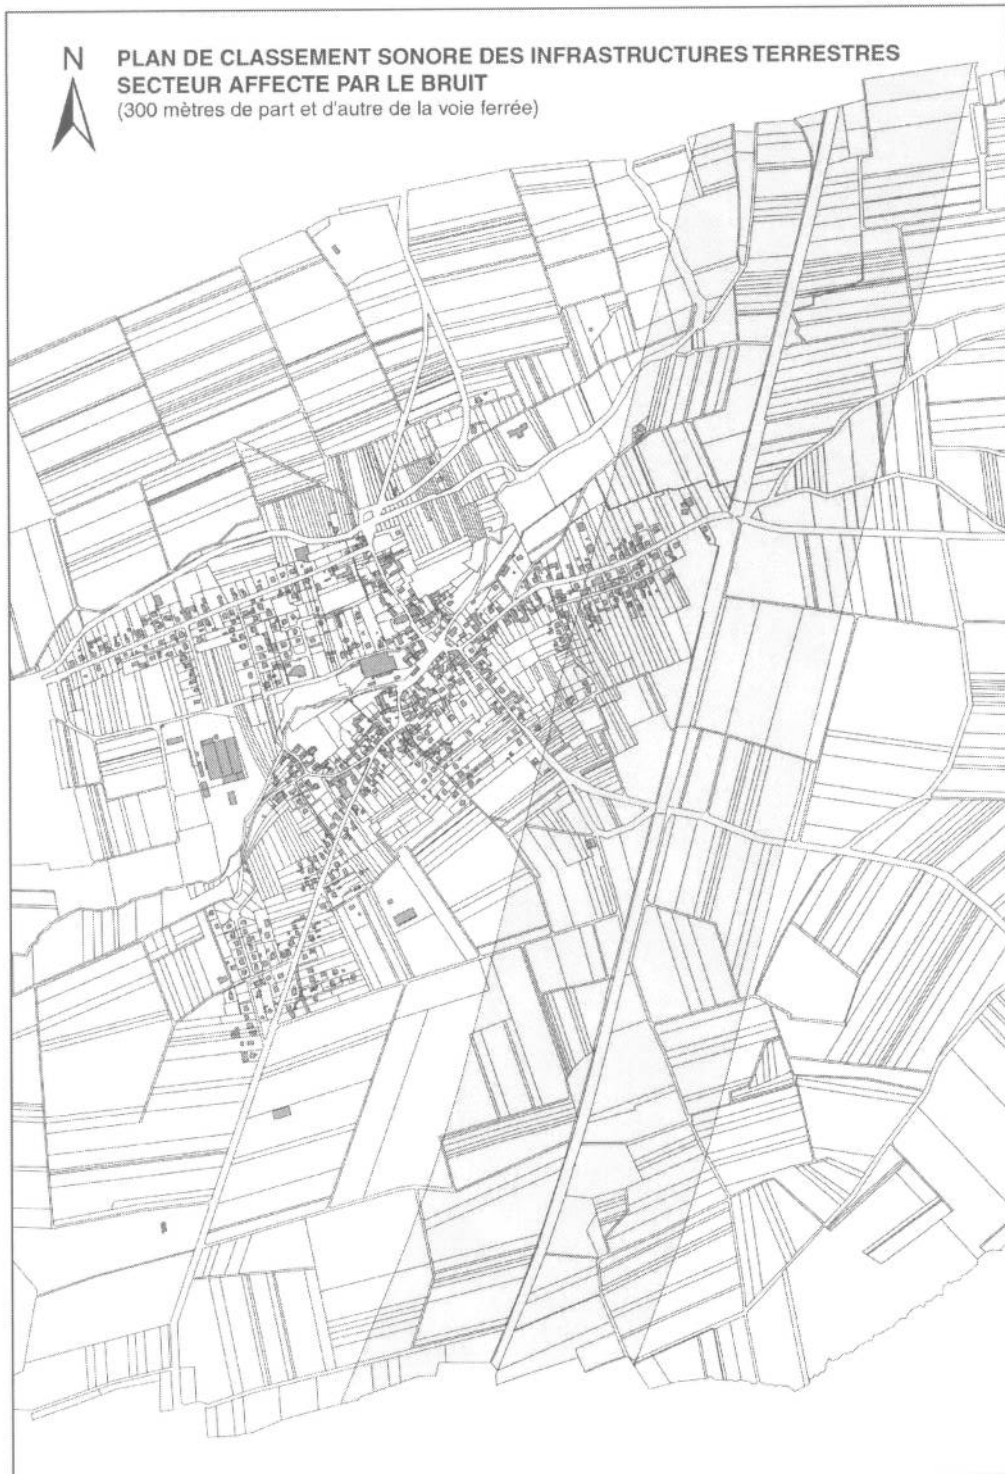 N
PLAN DE CLASSEMENT SONORE DES INFRASTRUCTURES TERRESTRES
SECTEUR AFFECTE PAR LE BRUIT
(300 mètres de part et d'autre de la voie ferrée)